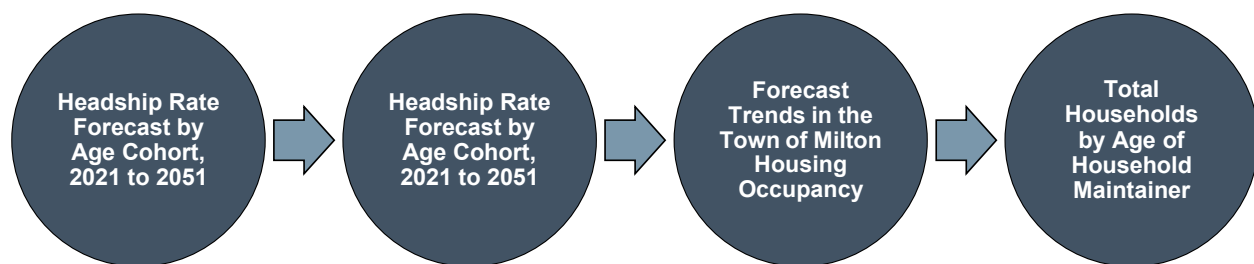 Headship Rate
Forecast by
Age Cohort,
2021 to 2051
Headship Rate
Forecast by
Age Cohort,
2021 to 2051
Forecast
Trends in the
Town of Milton
Housing
Occupancy
Total
Households
by Age of
Household
Maintainer